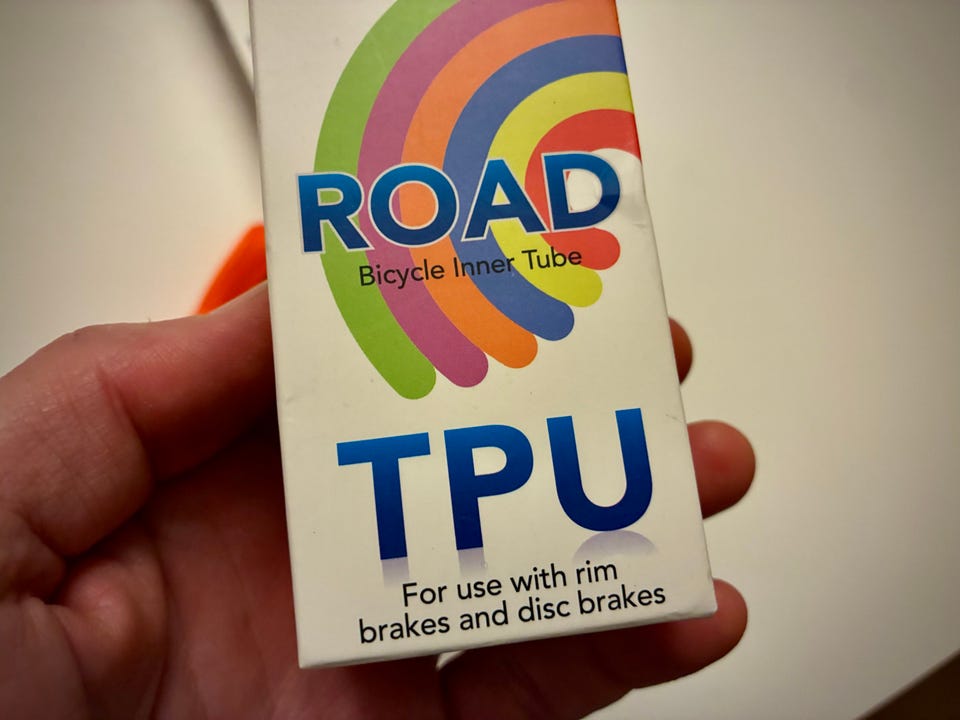 ROAD
Bicycle Inner Tube
TPU
For use with rim
brakes and disc brakes